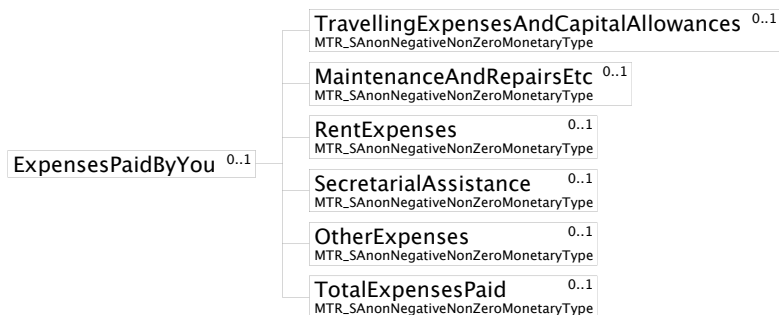 TravellingExpensesAndCapitalAllowances 0..1
MTR_SAnonNegativeNonZeroMonetaryType
MaintenanceAndRepairsEtc 0..1
MTR_SAnonNegativeNonZeroMonetaryType
RentExpenses 0..1
MTR_SAnonNegativeNonZeroMonetaryType
ExpensesPaidByYou 0..1
SecretarialAssistance 0..1
MTR_SAnonNegativeNonZeroMonetaryType
OtherExpenses 0..1
MTR_SAnonNegativeNonZeroMonetaryType
TotalExpensesPaid 0..1
MTR_SAnonNegativeNonZeroMonetaryType